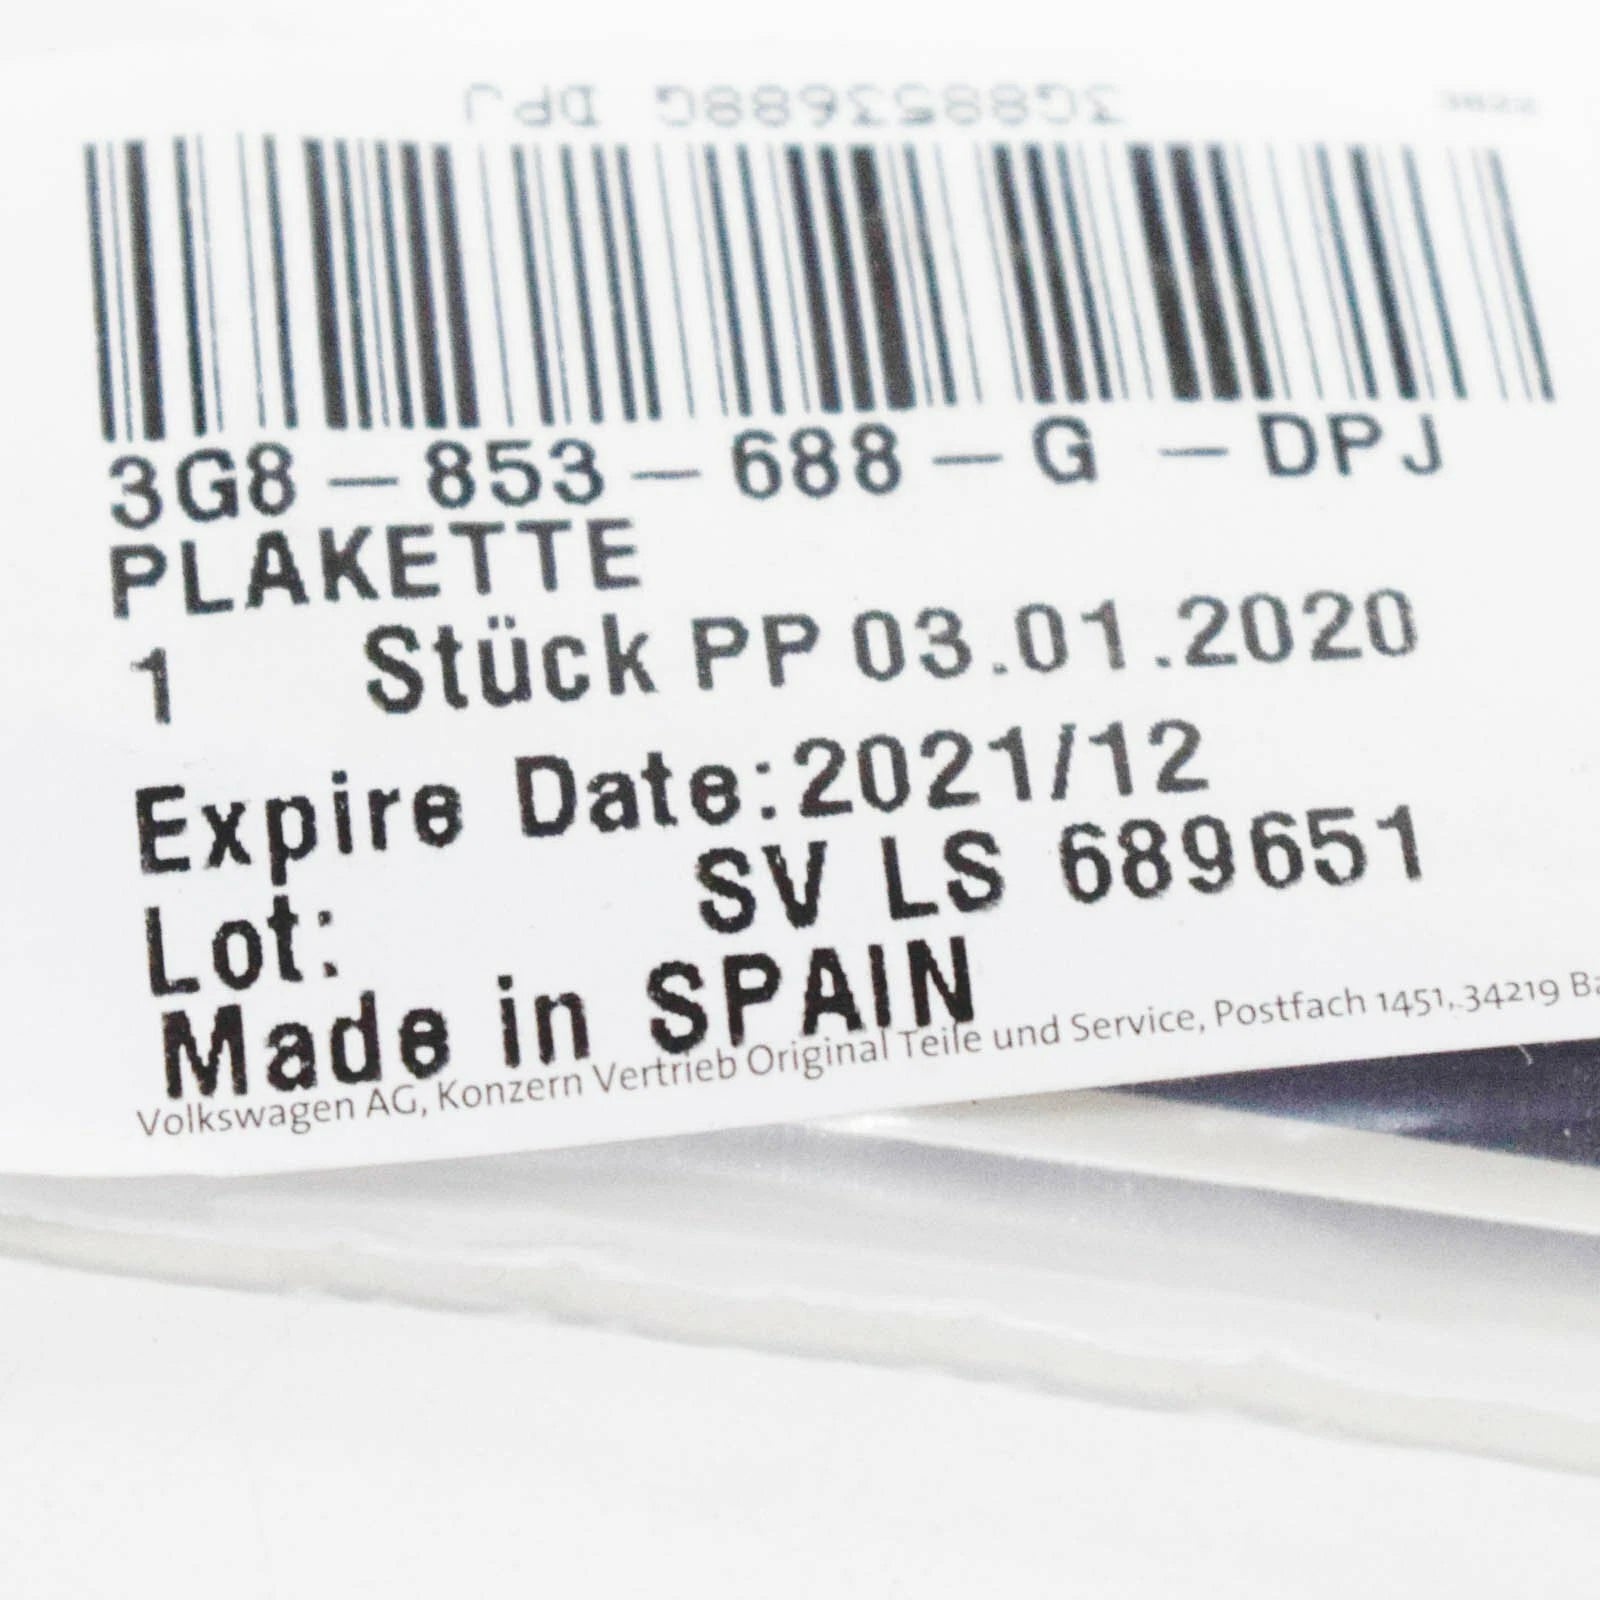 3G8853688G DPJ
3G8-853-688-G -DPJ
PLAKETTE
1 Stück PP 03.01.2020
Expire Date:2021/12
Lot: SV LS 689651
Made in SPAIN
Volkswagen AG, Konzern Vertrieb Original Teile und Service, Postfach 1451, 34219